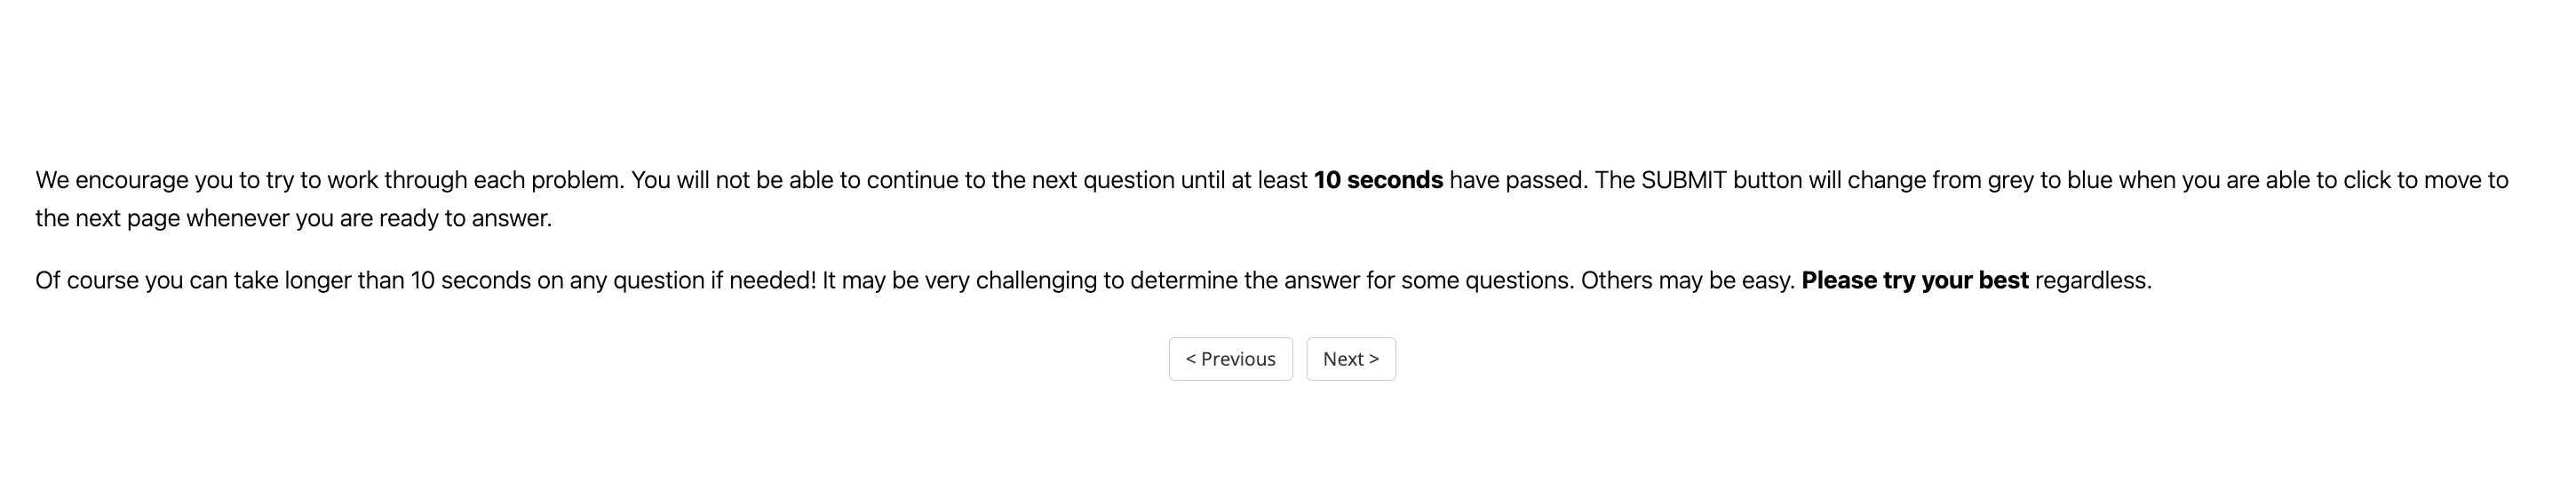 We encourage you to try to work through each problem. You will not be able to continue to the next question until at least 10 seconds have passed. The SUBMIT button will change from grey to blue when you are able to click to move to
the next page whenever you are ready to answer.
Of course you can take longer than 10 seconds on any question if needed! It may be very challenging to determine the answer for some questions. Others may be easy. Please try your best regardless.
< Previous Next >